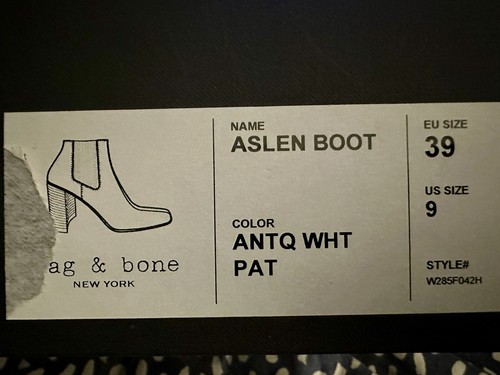 ag & bone
NEW YORK
NAME
ASLEN BOOT
COLOR
ANTQ WHT
PAT
EU SIZE
39
US SIZE
9
STYLE#
W285F042H